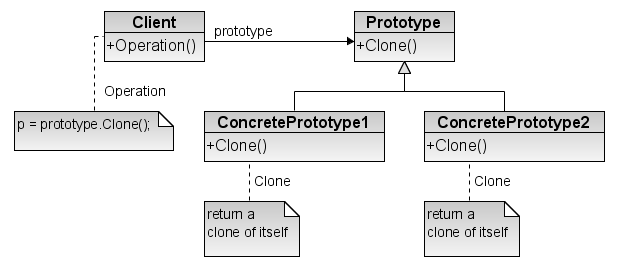 Client
Prototype
prototype
+Operation()
+Clone()
Operation
p = prototype.Clone();
ConcretePrototype1
ConcretePrototype2
+Clone()
+Clone()
Clone
Clone
return a
clone of itself
return a
clone of itself